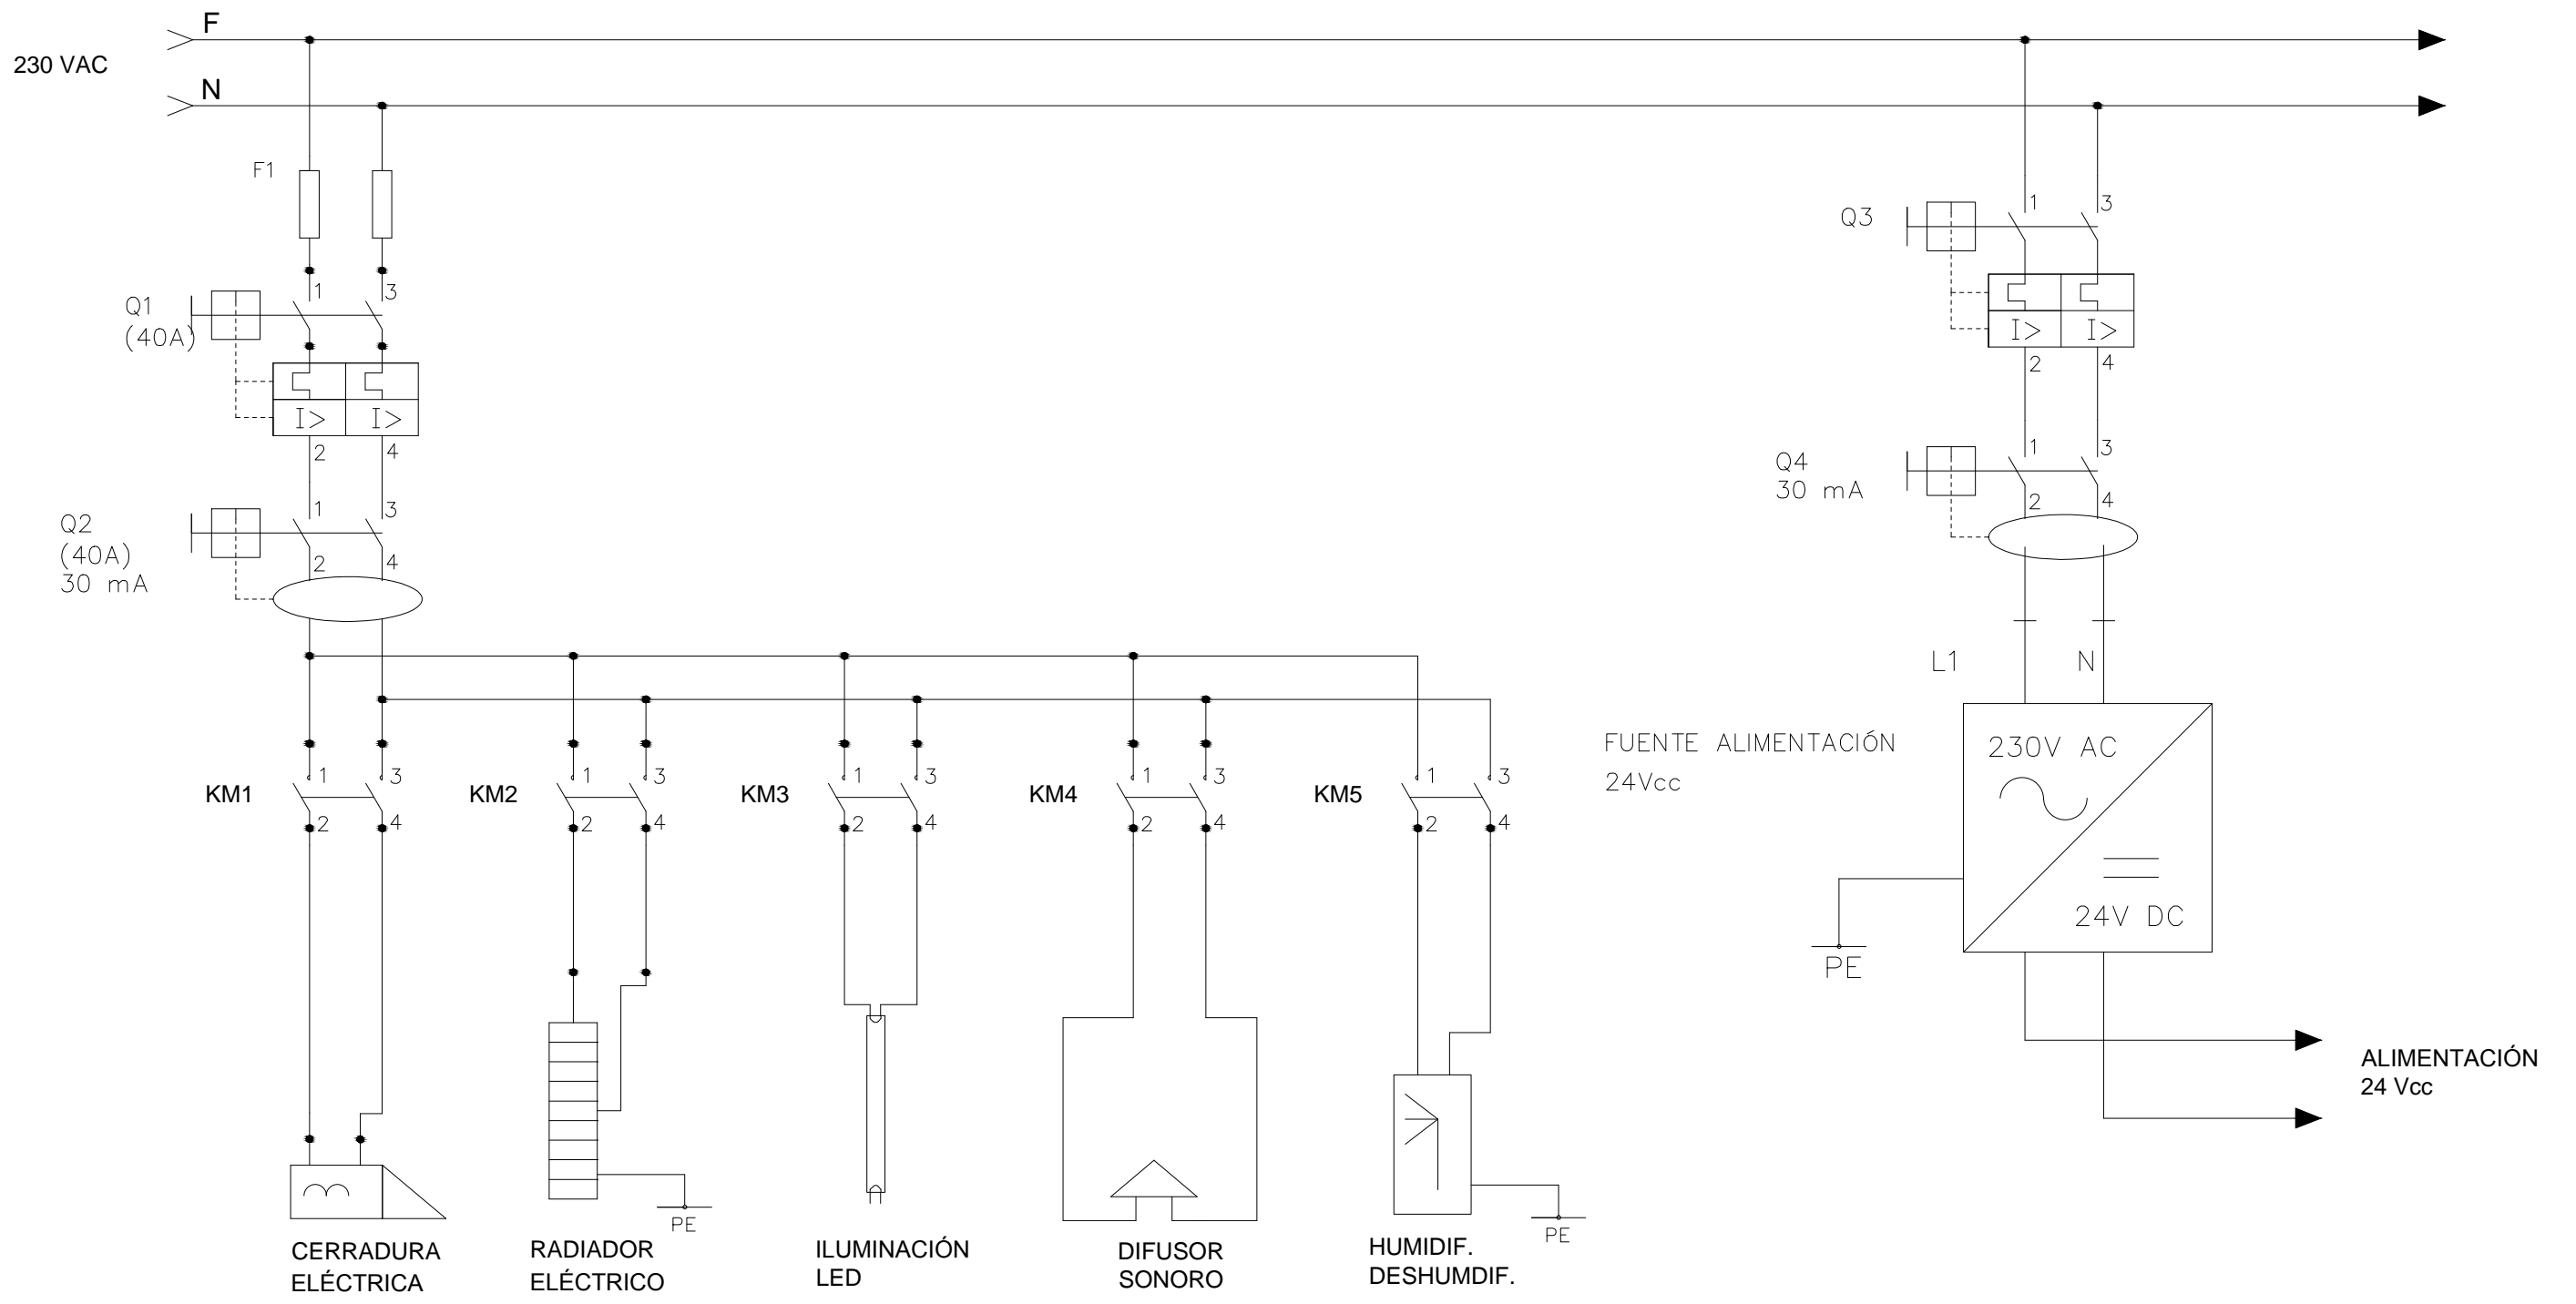 F
230 VAC
N
F1
1
3
Q3
1
3
Q1
(40A)
I>
I>
2
4
I>
I>
2
4
1
3
Q4
30 mA
1
3
Q2
(40A)
30 mA
2
4
2
4
L1
N
FUENTE ALIMENTACIÓN
24Vcc
230V AC
24V DC
KM1
1
3
2
4
KM2
1
3
2
4
KM3
1
3
2
4
KM4
1
3
2
4
KM5
1
3
2
4
PE
ALIMENTACIÓN
24 Vcc
PE
PE
CERRADURA
ELÉCTRICA
RADIADOR
ELÉCTRICO
ILUMINACIÓN
LED
DIFUSOR
SONORO
HUMIDIF.
DESHUMDIF.